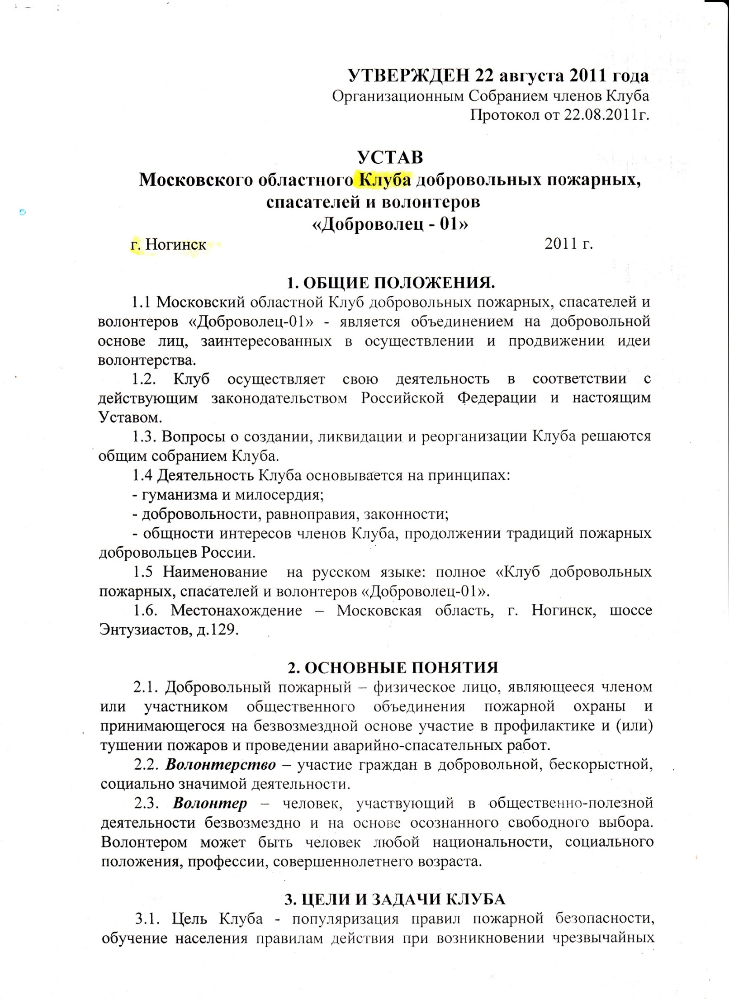 УТВЕРЖДЕН 22 августа 2011 года
Организационным Собранием членов Клуба
Протокол от 22.08.2011г.
УСТАВ
Московского областного Клуба добровольных пожарных,
спасателей и волонтеров
«Доброволец - 01»
г. Ногинск 2011 г.
1. ОБЩИЕ ПОЛОЖЕНИЯ.
1.1 Московский областной Клуб добровольных пожарных, спасателей и
волонтеров «Доброволец-01» - является объединением на добровольной
основе лиц, заинтересованных в осуществлении и продвижении идеи
волонтерства.
1.2. Клуб осуществляет свою деятельность в соответствии с
действующим законодательством Российской Федерации и настоящим
Уставом.
1.3. Вопросы о создании, ликвидации и реорганизации Клуба решаются
общим собранием Клуба.
1.4 Деятельность Клуба основывается на принципах:
- гуманизма и милосердия;
- добровольности, равноправия, законности;
- общности интересов членов Клуба, продолжении традиций пожарных
добровольцев России.
1.5 Наименование на русском языке: полное «Клуб добровольных
пожарных, спасателей и волонтеров «Доброволец-01».
1.6. Местонахождение – Московская область, г. Ногинск, шоссе
Энтузиастов, д.129.
2. ОСНОВНЫЕ ПОНЯТИЯ
2.1. Добровольный пожарный – физическое лицо, являющееся членом
или участником общественного объединения пожарной охраны и
принимающегося на безвозмездной основе участие в профилактике и (или)
тушении пожаров и проведении аварийно-спасательных работ.
2.2. Волонтерство – участие граждан в добровольной, бескорыстной,
социально значимой деятельности.
2.3. Волонтер – человек, участвующий в общественно-полезной
деятельности безвозмездно и на основе осознанного свободного выбора.
Волонтером может быть человек любой национальности, социального
положения, профессии, совершеннолетнего возраста.
3. ЦЕЛИ И ЗАДАЧИ КЛУБА
3.1. Цель Клуба - популяризация правил пожарной безопасности,
обучение населения правилам действия при возникновении чрезвычайных